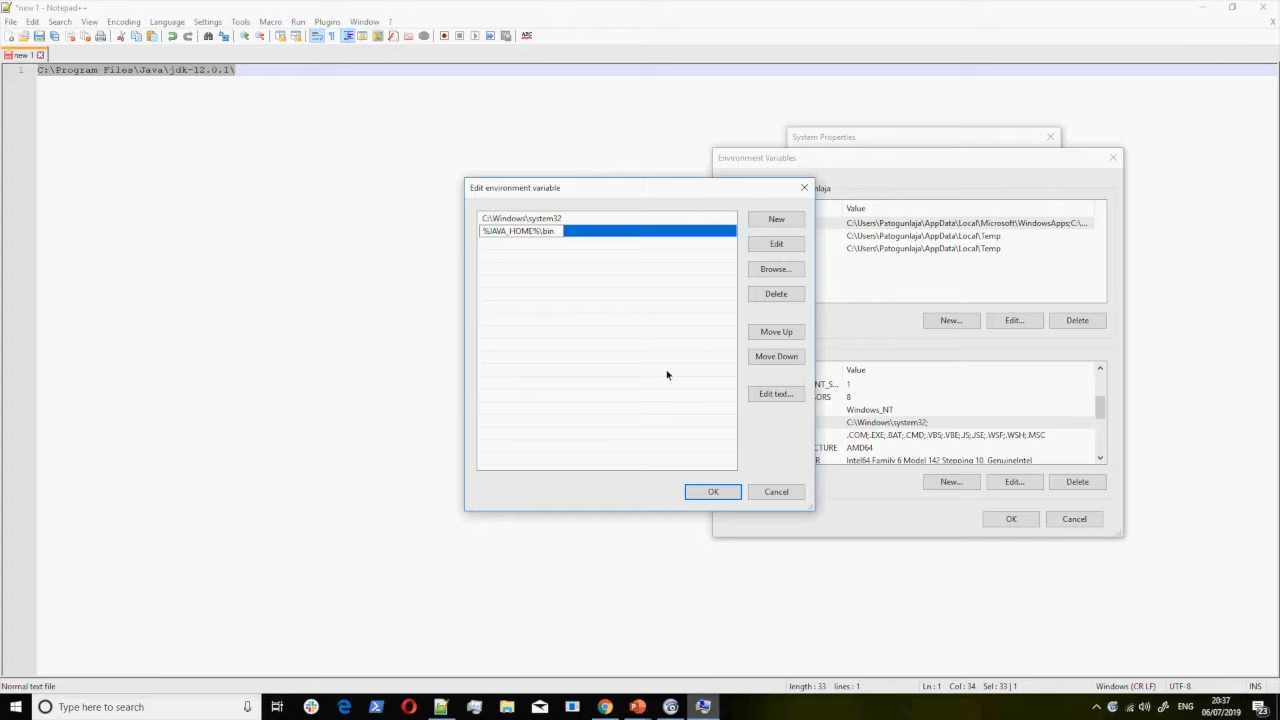 *new 1 - Notepad++
File Edit Search View Encoding Language Settings Tools Macro Run Plugins Window ?
new 1
1 C:\Program Files\Java\jdk-12.0.1\
System Properties
Environment Variables
Edit environment variable
C:\Windows\system32
%JAVA_HOME%\bin
New
Edit
Browse...
Delete
Move Up
Move Down
Edit text...
OK
Cancel
Value
C:\Users\Patogunlaja\AppData\Local\Microsoft\WindowsApps;C:\...
C:\Users\Patogunlaja\AppData\Local\Temp
C:\Users\Patogunlaja\AppData\Local\Temp
New... Edit... Delete
Value
NT_S... 1
ORS 8
Windows_NT
C:\Windows\system32;
.COM;.EXE;.BAT;.CMD;.VBS;.VBE;.JS;.JSE;.WSF;.WSH;.MSC
CTURE AMD64
R Intel64 Family 6 Model 142 Stepping 10, GenuineIntel
New... Edit... Delete
OK Cancel
Normal text file length : 33 lines : 1 Ln : 1 Col : 34 Sel : 33 | 1 Windows (CR LF) UTF-8 INS
Type here to search
20:37
06/07/2019
23